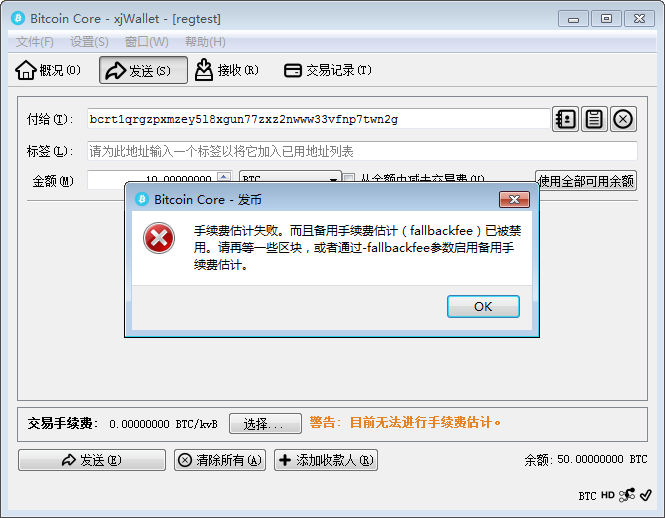 Bitcoin Core - xjWallet - [regtest]
文件(F) 设置(S) 窗口(W) 帮助(H)
概况(O) 发送(S) 接收(R) 交易记录(T)
付给(I): bcrt1qrgzpxmzey5l8xgun77zxz2nwww33vfnp7twn2g
标签(L): 请为此地址输入一个标签以将它加入已用地址列表
金额(M) 10.00000000 BTC 从金额中减去交易费(U) 使用全部可用余额
Bitcoin Core - 发币
手续费估计失败。而且备用手续费估计（fallbackfee）已被禁
用。请再等一些区块，或者通过-fallbackfee参数启用备用手
续费估计。
OK
交易手续费: 0.00000000 BTC/kvB 选择... 警告: 目前无法进行手续费估计。
发送(E) 清除所有(A) 添加收款人(R) 余额: 50.00000000 BTC
BTC HD